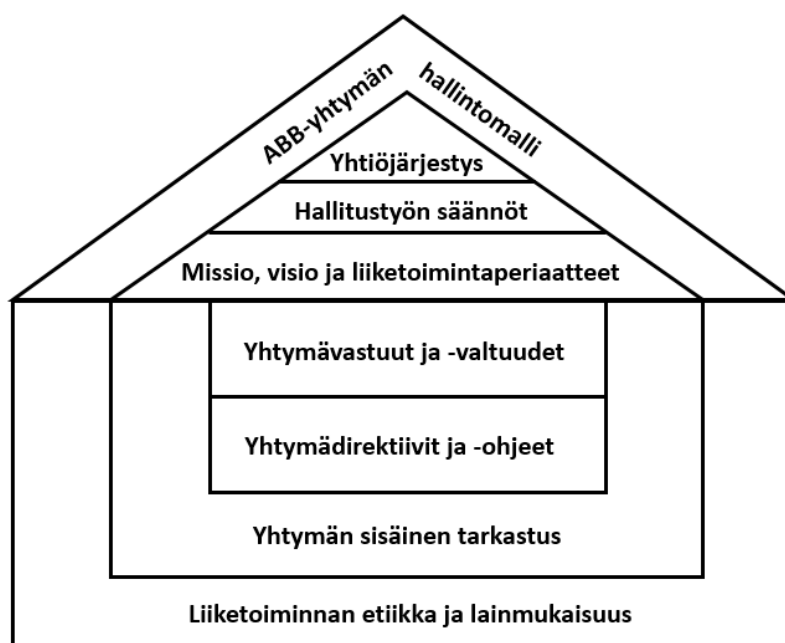 ABB-yhtymän hallintomalli
Yhtiöjärjestys
Hallitustyön säännöt
Missio, visio ja liiketoimintaperiaatteet
Yhtymävastuut ja -valtuudet
Yhtymädirektiivit ja -ohjeet
Yhtymän sisäinen tarkastus
Liiketoiminnan etiikka ja lainmukaisuus